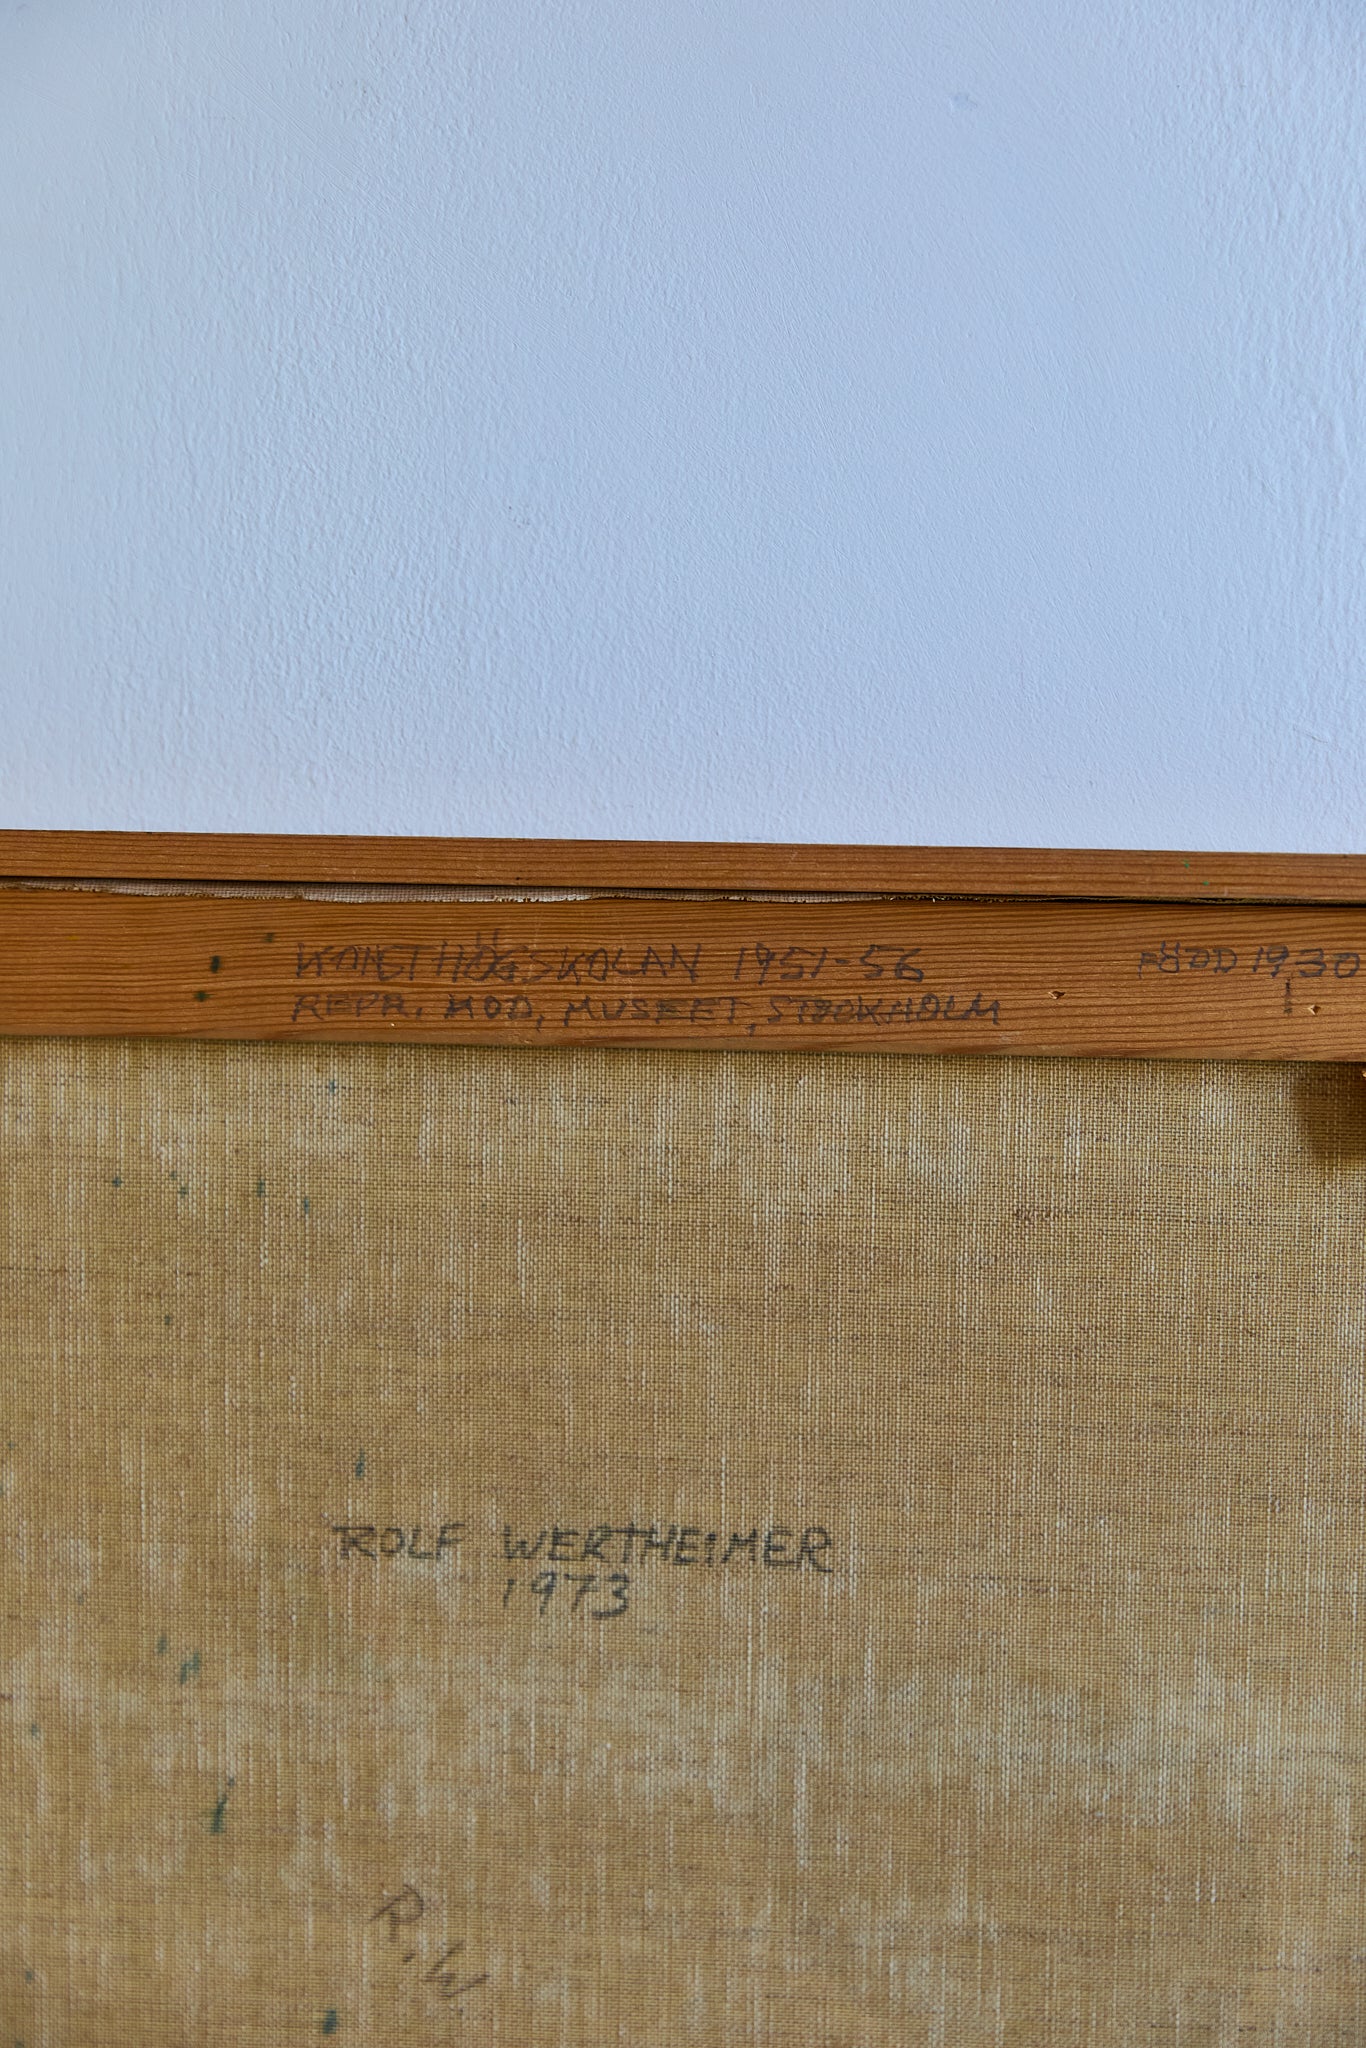 KONSTHÖGSKOLAN 1951-56 FÖDD 1930
REPR. MOD, MUSEET, STOCKHOLM
ROLF WERTHEIMER
1973
R.W.